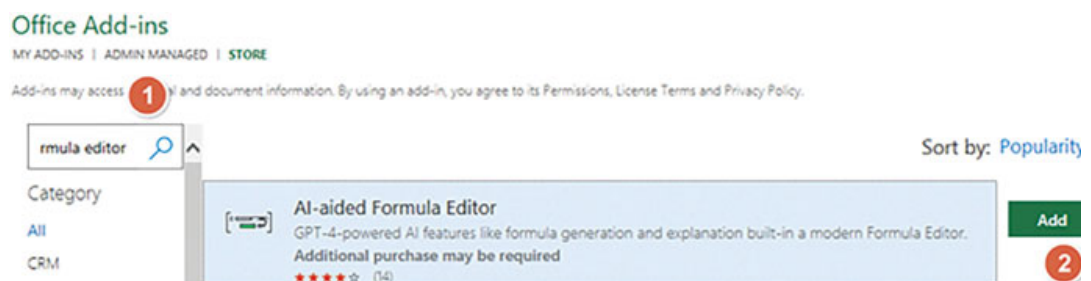 Office Add-ins
MY ADD-INS | ADMIN MANAGED | STORE
Add-ins may access 1 and document information. By using an add-in, you agree to its Permissions, License Terms and Privacy Policy.
rmula editor
Sort by: Popularity
Category
All
CRM
AI-aided Formula Editor
GPT-4-powered AI features like formula generation and explanation built-in a modern Formula Editor.
Additional purchase may be required
(14)
Add
2